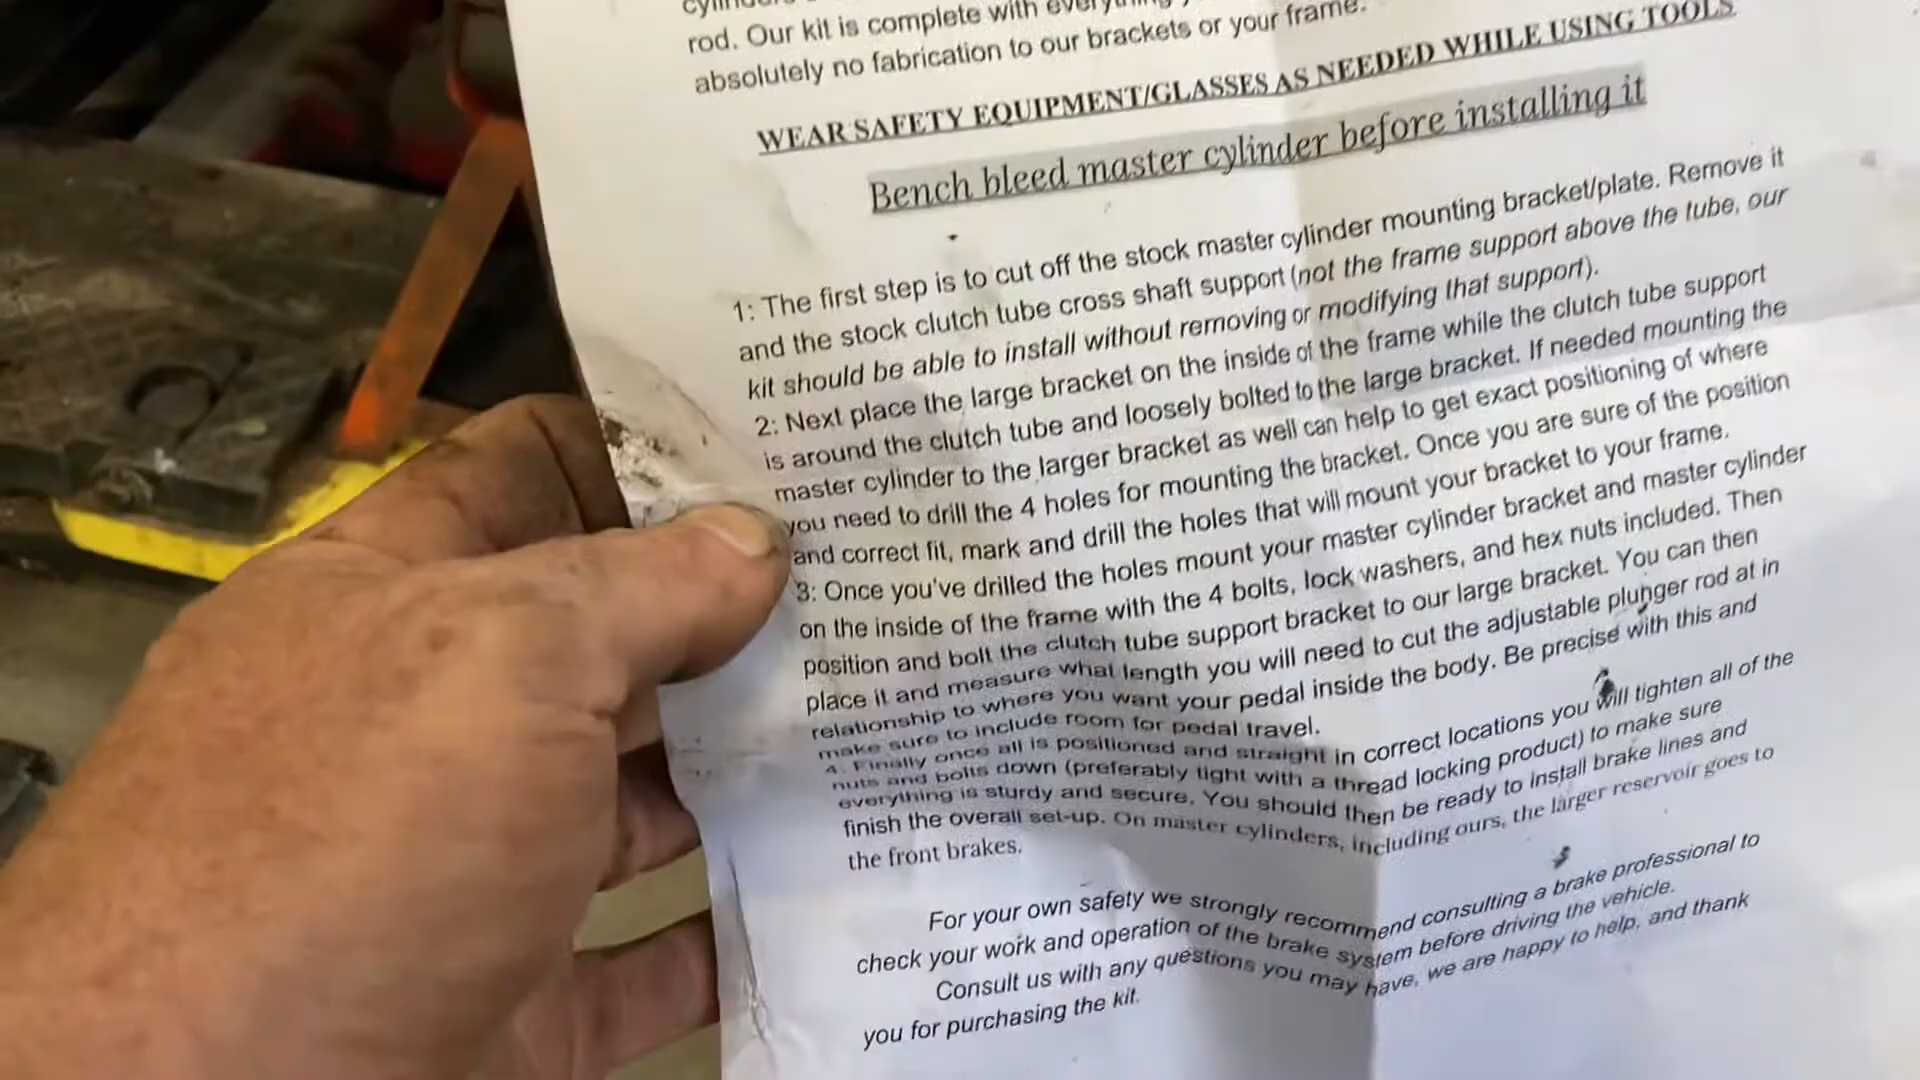 rod. Our kit is complete with
absolutely no fabrication to our brackets or your frame.
WEAR SAFETY EQUIPMENT/GLASSES AS NEEDED WHILE USING TOOLS
Bench bleed master cylinder before installing it
1: The first step is to cut off the stock master cylinder mounting bracket/plate. Remove it
and the stock clutch tube cross shaft support (not the frame support above the tube, our
kit should be able to install without removing or modifying that support).
2: Next place the large bracket on the inside of the frame while the clutch tube support
is around the clutch tube and loosely bolted to the large bracket. If needed mounting the
master cylinder to the larger bracket as well can help to get exact positioning of where
you need to drill the 4 holes for mounting the bracket. Once you are sure of the position
and correct fit, mark and drill the holes that will mount your bracket to your frame.
3: Once you've drilled the holes mount your master cylinder bracket and master cylinder
on the inside of the frame with the 4 bolts, lock washers, and hex nuts included. Then
position and bolt the clutch tube support bracket to our large bracket. You can then
place it and measure what length you will need to cut the adjustable plunger rod at in
relationship to where you want your pedal inside the body. Be precise with this and
make sure to include room for pedal travel.
4. Finally once all is positioned and straight in correct locations you will tighten all of the
nuts and bolts down (preferably tight with a thread locking product) to make sure
everything is sturdy and secure. You should then be ready to install brake lines and
finish the overall set-up. On master cylinders, including ours, the larger reservoir goes to
the front brakes.
For your own safety we strongly recommend consulting a brake professional to
check your work and operation of the brake system before driving the vehicle.
Consult us with any questions you may have, we are happy to help, and thank
you for purchasing the kit.